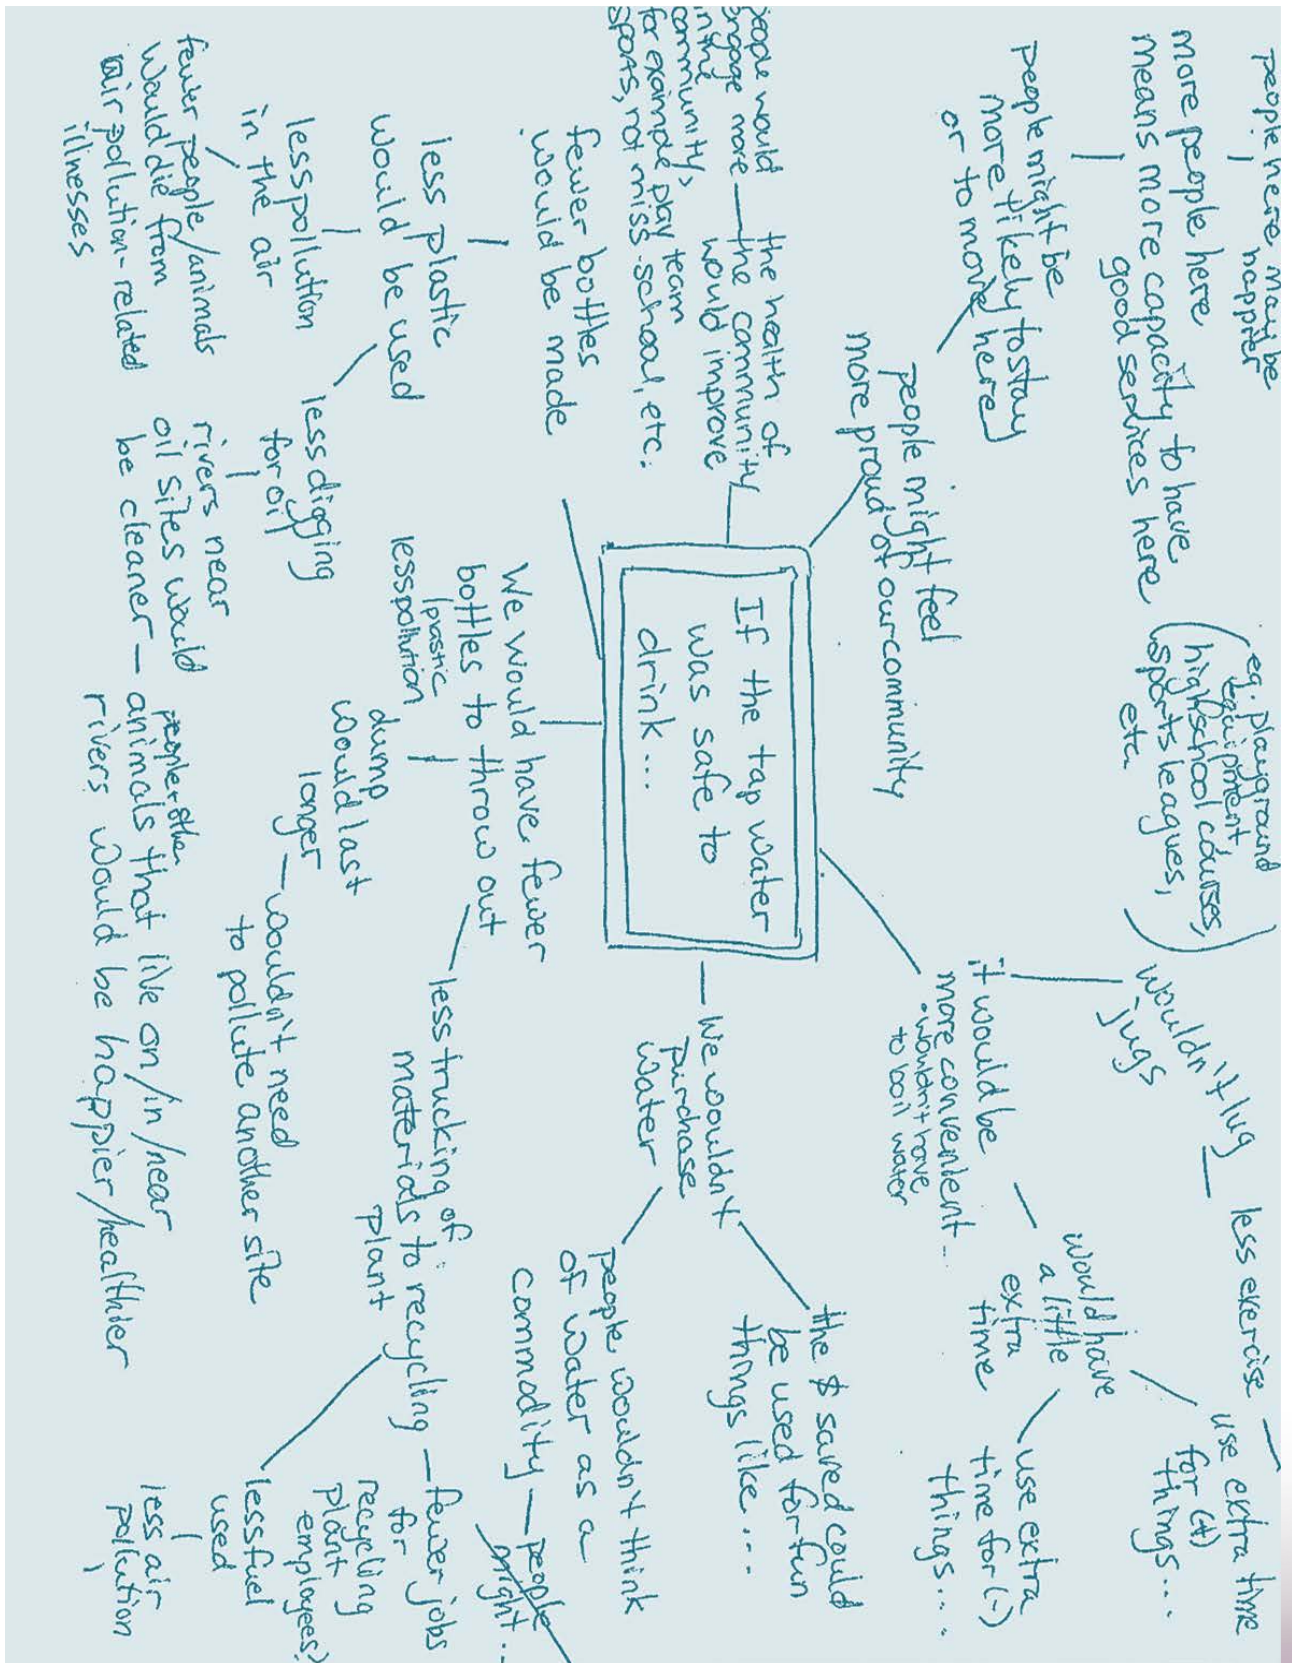 If the tap water
was safe to
drink...
people might feel
more proud of our community
people might be
more likely to stay
or to move here
more people here
means more capacity to have
good services here
(eg. playground
equipment
highschool courses,
sports leagues,
etc.)
people here may be
happier
it would be
more convenient...
• wouldn't have
to boil water
wouldn't lug
jugs
less exercise
use extra time
for (+)
things...
would have
a little
extra
time
use extra
time for (-)
things...
We wouldn't
purchase
water
the $ saved could
be used for fun
things like...
people wouldn't think
of water as a
commodity — people
might...
We would have fewer
plastic
bottles to throw out
less pollution
dump
would last
longer
— wouldn't need
to pollute another site
less trucking of
materials to recycling
plant
— fewer jobs
for
recycling
plant
employees?
less fuel
used
less air
pollution
fewer bottles
would be made
less plastic
would be used
less pollution
in the air
fewer people/animals
would die from
air pollution-related
illnesses
less digging
for oil
rivers near
oil sites would
be cleaner —
people & other
animals that live on/in/near
rivers would be happier/healthier
the health of
the community
would improve
people would
engage more
in the
community,
for example play team
sports, not miss school, etc.